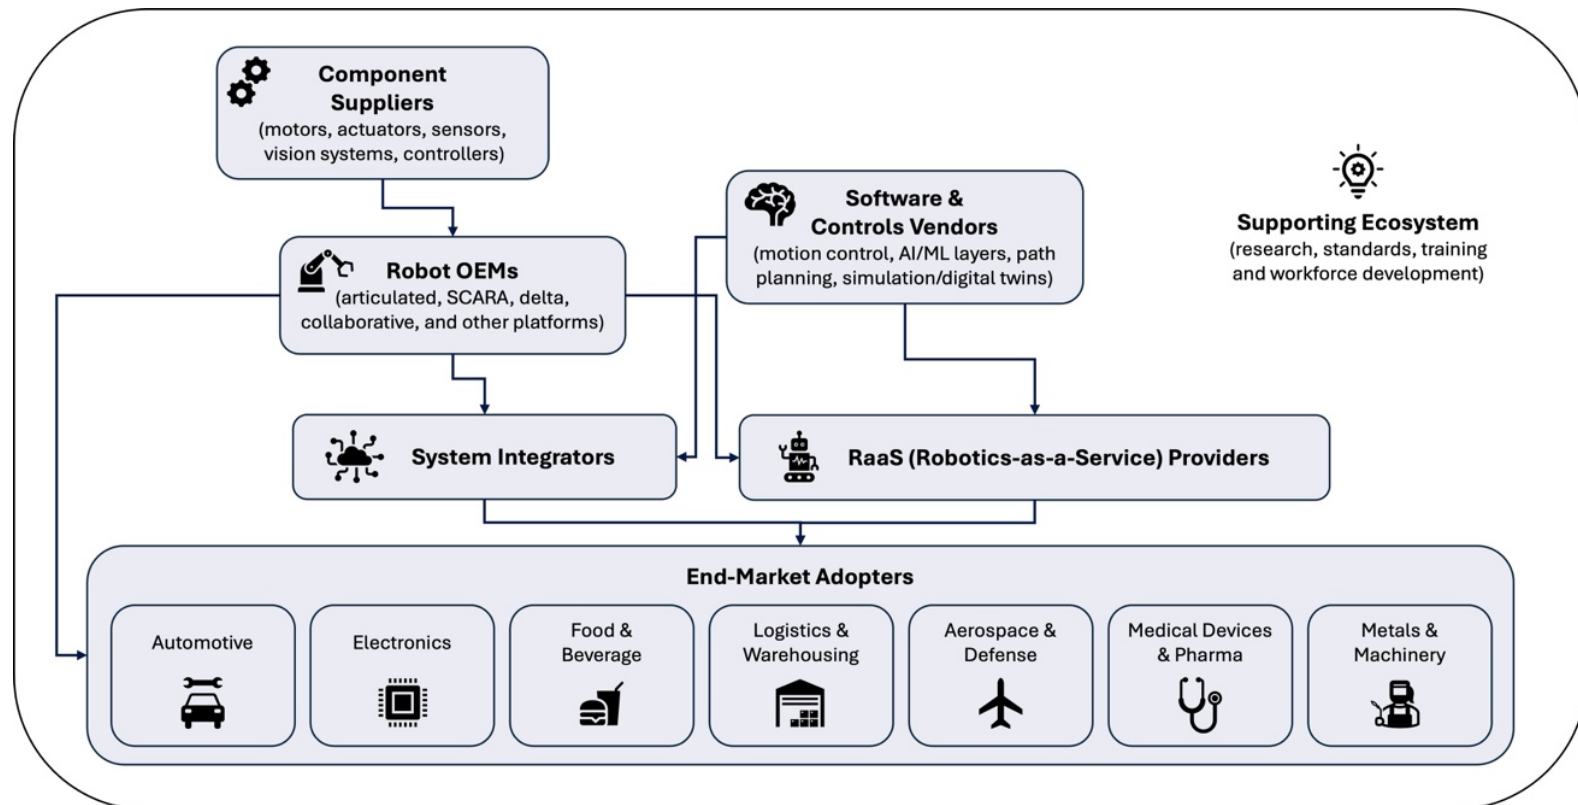 Component
Suppliers
(motors, actuators, sensors,
vision systems, controllers)
Software &
Controls Vendors
(motion control, AI/ML layers, path
planning, simulation/digital twins)
Supporting Ecosystem
(research, standards, training
and workforce development)
Robot OEMs
(articulated, SCARA, delta,
collaborative, and other platforms)
System Integrators
RaaS (Robotics-as-a-Service) Providers
End-Market Adopters
Automotive
Electronics
Food &
Beverage
Logistics &
Warehousing
Aerospace &
Defense
Medical Devices
& Pharma
Metals &
Machinery